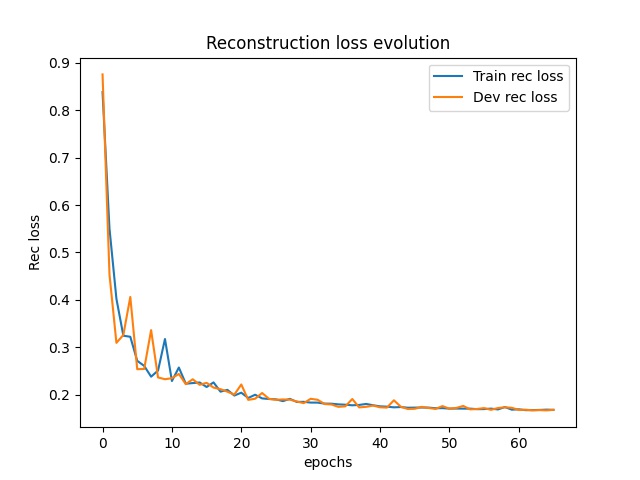 Reconstruction loss evolution
Train rec loss
Dev rec loss
Rec loss
0.9
0.8
0.7
0.6
0.5
0.4
0.3
0.2
0 10 20 30 40 50 60
epochs